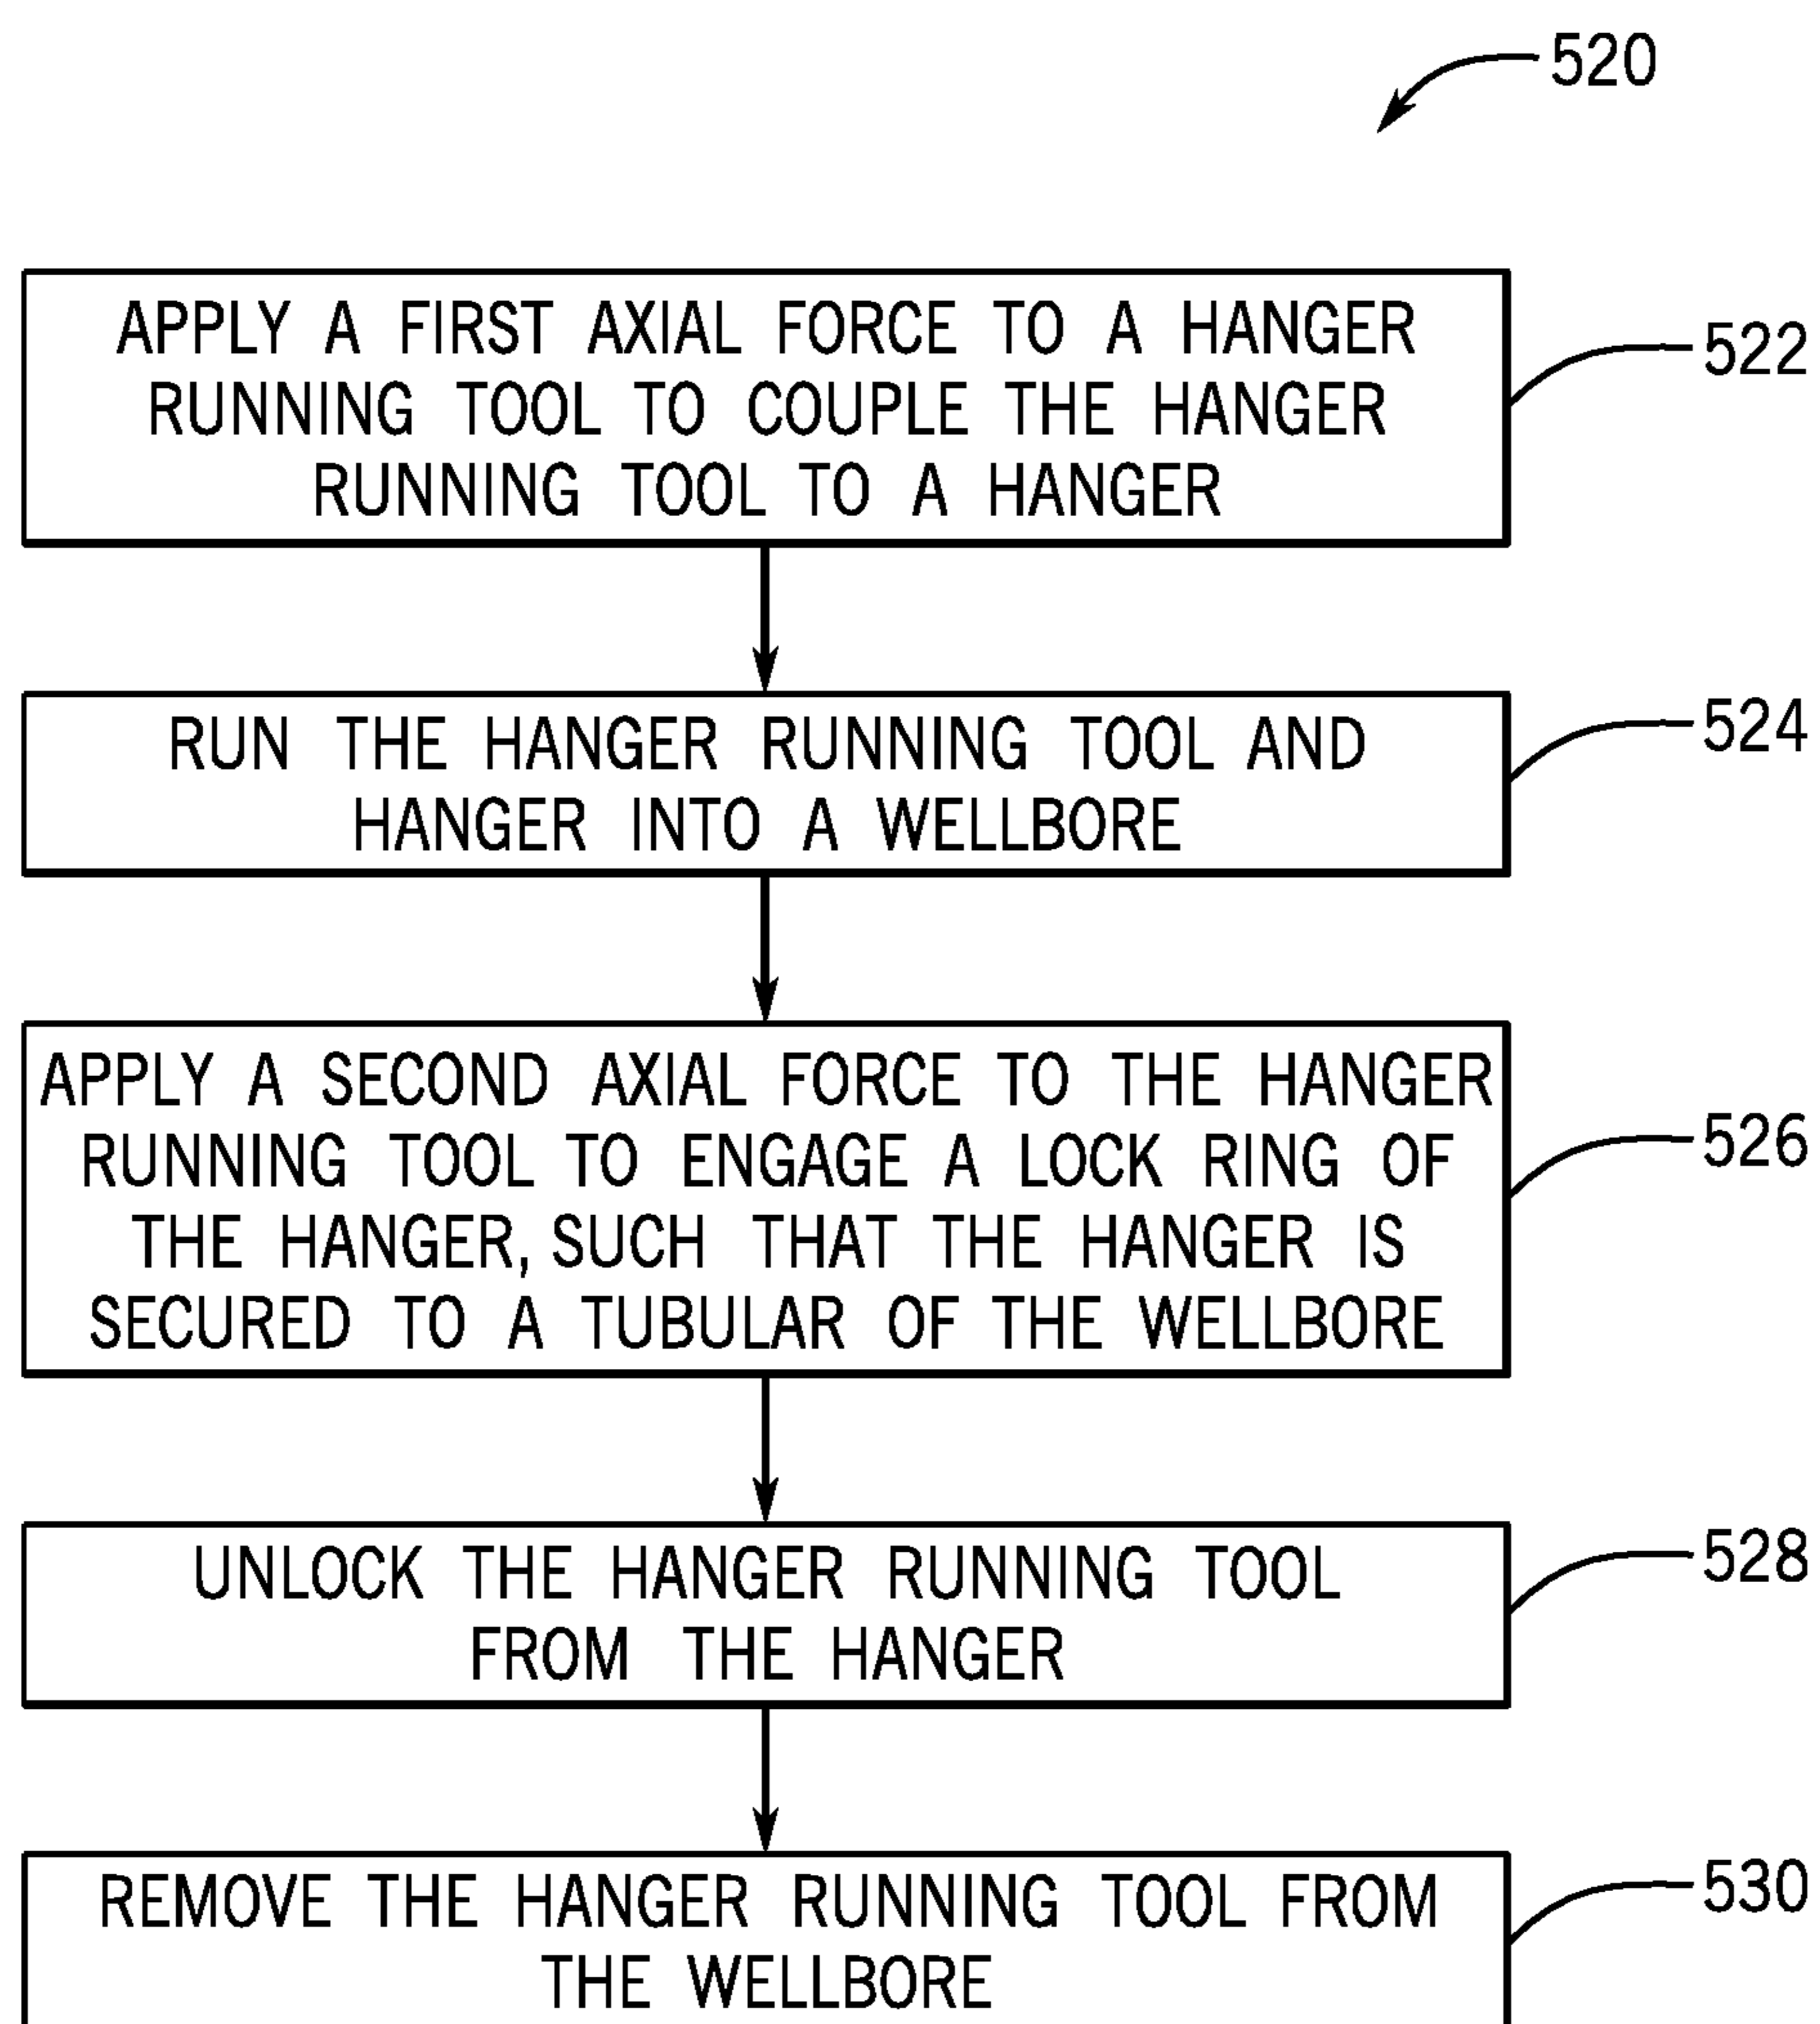 520
APPLY A FIRST AXIAL FORCE TO A HANGER
RUNNING TOOL TO COUPLE THE HANGER
RUNNING TOOL TO A HANGER
522
RUN THE HANGER RUNNING TOOL AND
HANGER INTO A WELLBORE
524
APPLY A SECOND AXIAL FORCE TO THE HANGER
RUNNING TOOL TO ENGAGE A LOCK RING OF
THE HANGER, SUCH THAT THE HANGER IS
SECURED TO A TUBULAR OF THE WELLBORE
526
UNLOCK THE HANGER RUNNING TOOL
FROM THE HANGER
528
REMOVE THE HANGER RUNNING TOOL FROM
THE WELLBORE
530